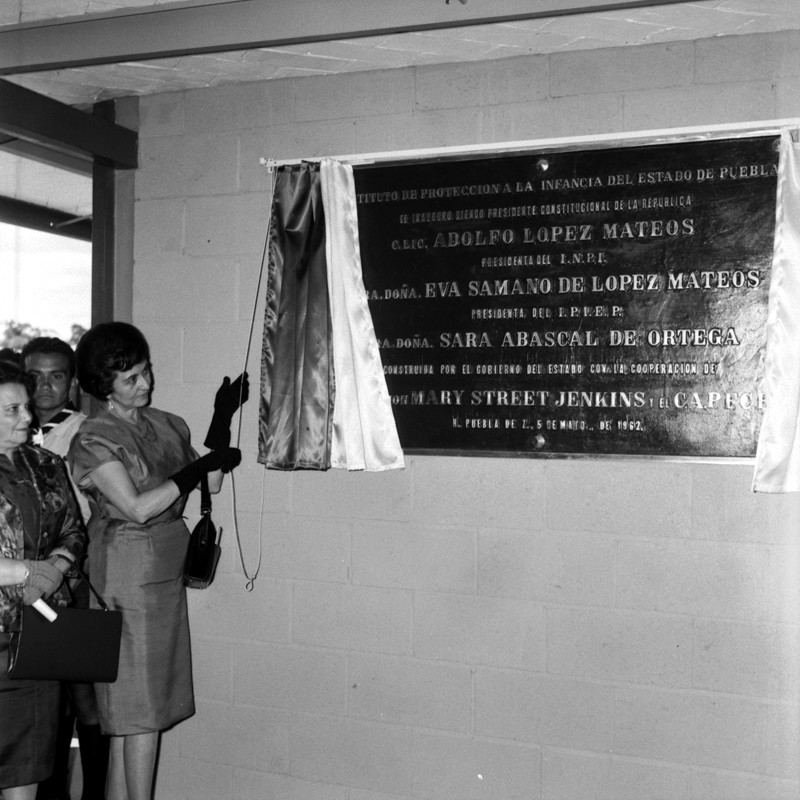 TITUTO DE PROTECCION A LA INFANCIA DEL ESTADO DE PUEBLA
SE INAUGURO SIENDO PRESIDENTE CONSTITUCIONAL DE LA REPUBLICA
C. LIC. ADOLFO LOPEZ MATEOS
PRESIDENTA DEL I.N.P.I.
RA. DOÑA. EVA SAMANO DE LOPEZ MATEOS
PRESIDENTA DEL I.P.I.E.P.
RA. DOÑA. SARA ABASCAL DE ORTEGA
CONSTRUIDA POR EL GOBIERNO DEL ESTADO CON LA COOPERACION DE
ION MARY STREET JENKINS Y EL C.A.P.F.C.E.
H. PUEBLA DE Z., 5 DE MAYO., DE 1962.